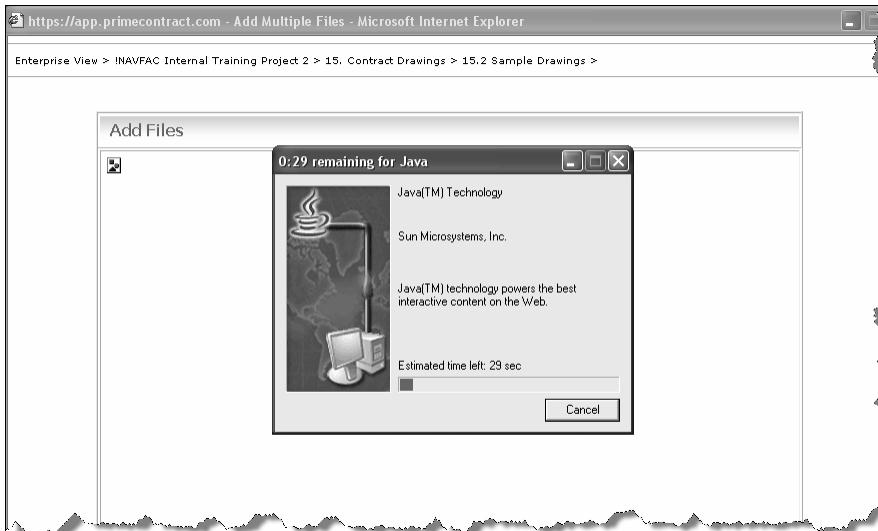 https://app.primecontract.com - Add Multiple Files - Microsoft Internet Explorer
Enterprise View > !NAVFAC Internal Training Project 2 > 15. Contract Drawings > 15.2 Sample Drawings >
Add Files
0:29 remaining for Java
Java(TM) Technology
Sun Microsystems, Inc.
Java(TM) technology powers the best
interactive content on the Web.
Estimated time left: 29 sec
Cancel